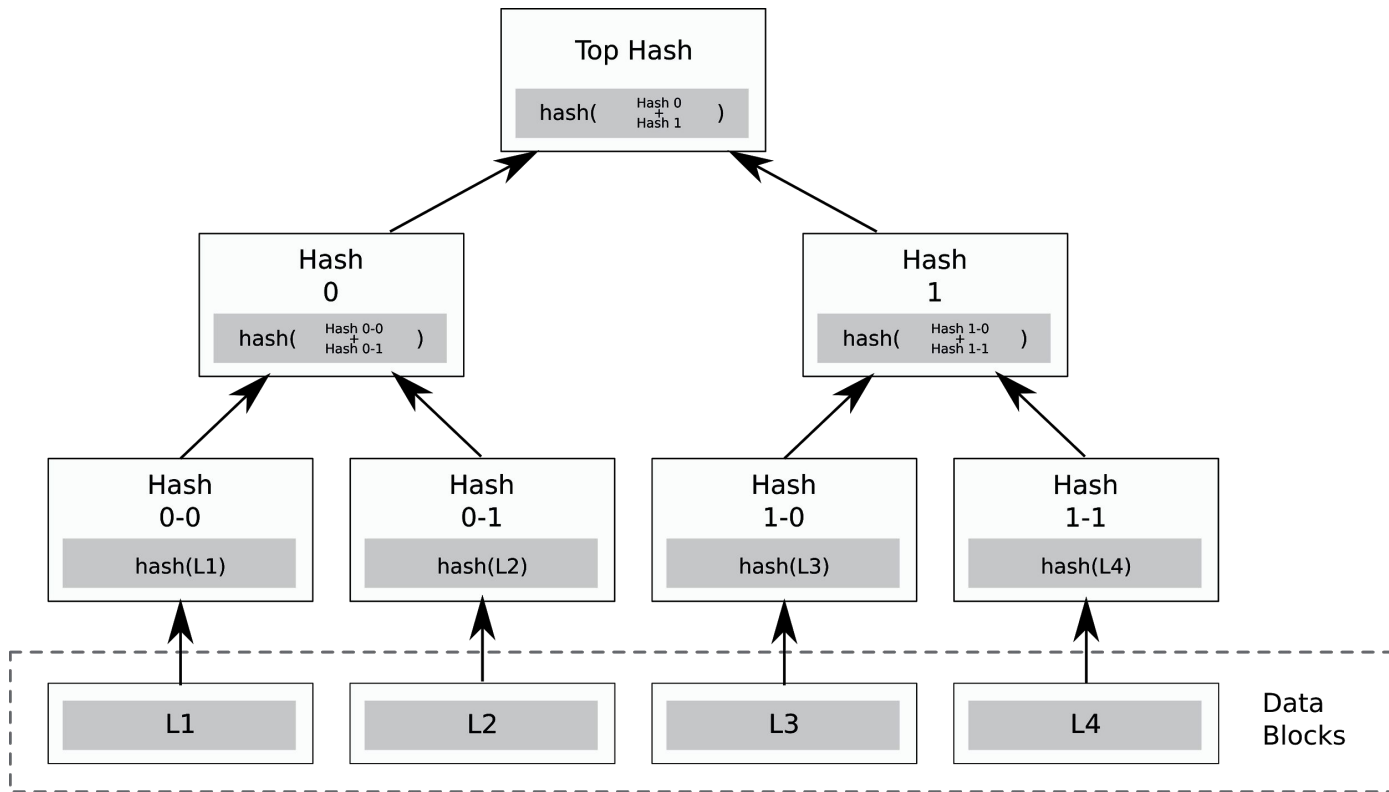 Top Hash
hash( Hash 0 + Hash 1 )
Hash
0
hash( Hash 0-0 + Hash 0-1 )
Hash
1
hash( Hash 1-0 + Hash 1-1 )
Hash
0-0
hash(L1)
Hash
0-1
hash(L2)
Hash
1-0
hash(L3)
Hash
1-1
hash(L4)
L1
L2
L3
L4
Data
Blocks